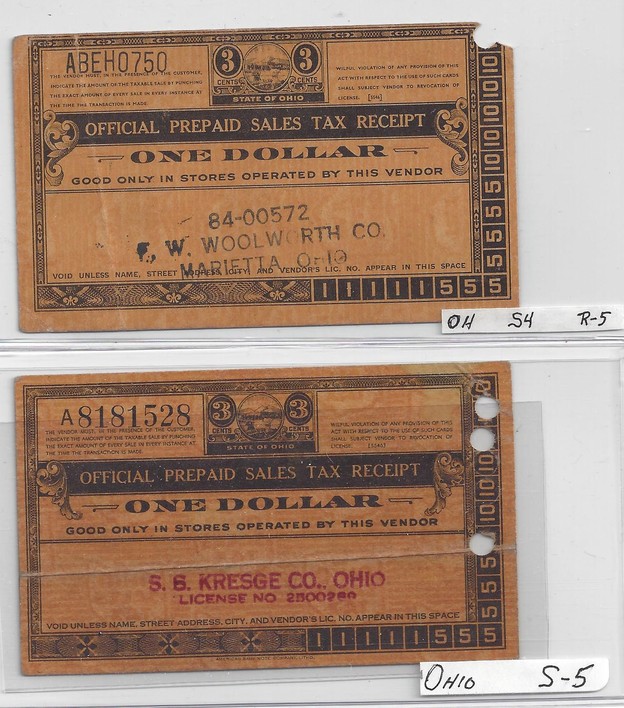 ABEH0750
THE VENDOR MUST, IN THE PRESENCE OF THE CUSTOMER,
INDICATE THE AMOUNT OF THE TAXABLE SALE BY PUNCHING
THE EXACT AMOUNT OF EVERY SALE IN EVERY INSTANCE AT
THE TIME THE TRANSACTION IS MADE.
3 3
CENTS CENTS
STATE OF OHIO
WILFUL VIOLATION OF ANY PROVISION OF THIS
ACT WITH RESPECT TO THE USE OF SUCH CARDS
SHALL SUBJECT VENDOR TO REVOCATION OF
LICENSE.
OFFICIAL PREPAID SALES TAX RECEIPT
ONE DOLLAR
GOOD ONLY IN STORES OPERATED BY THIS VENDOR
84-00572
F. W. WOOLWORTH CO.
MARIETTA OHIO
VOID UNLESS NAME, STREET ADDRESS, CITY, AND VENDOR'S LIC. NO. APPEAR IN THIS SPACE
10 10 10 10 5 5 5 5
1 1 1 1 1 5 5 5
OH S4 R-5
A8181528
THE VENDOR MUST, IN THE PRESENCE OF THE CUSTOMER,
INDICATE THE AMOUNT OF THE TAXABLE SALE BY PUNCHING
THE EXACT AMOUNT OF EVERY SALE IN EVERY INSTANCE AT
THE TIME THE TRANSACTION IS MADE.
3 3
CENTS CENTS
STATE OF OHIO
WILFUL VIOLATION OF ANY PROVISION OF THIS
ACT WITH RESPECT TO THE USE OF SUCH CARDS
SHALL SUBJECT VENDOR TO REVOCATION OF
LICENSE.
OFFICIAL PREPAID SALES TAX RECEIPT
ONE DOLLAR
GOOD ONLY IN STORES OPERATED BY THIS VENDOR
S. S. KRESGE CO., OHIO
LICENSE NO 2500260
VOID UNLESS NAME, STREET ADDRESS, CITY, AND VENDOR'S LIC. NO. APPEAR IN THIS SPACE
10 10 10 5 5 5
1 1 1 1 1 5 5 5
OHIO S-5